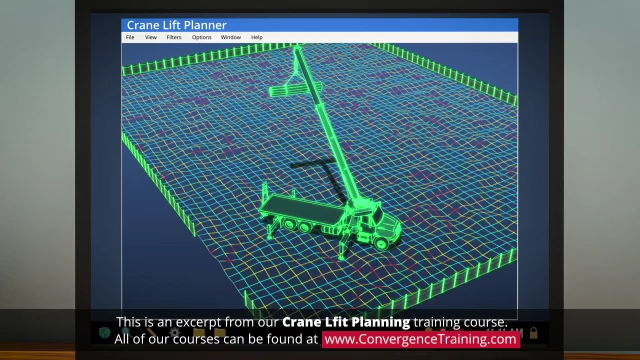 Crane Lift Planner
File View Filters Options Window Help
This is an excerpt from our Crane Lfit Planning training course.
All of our courses can be found at www.ConvergenceTraining.com